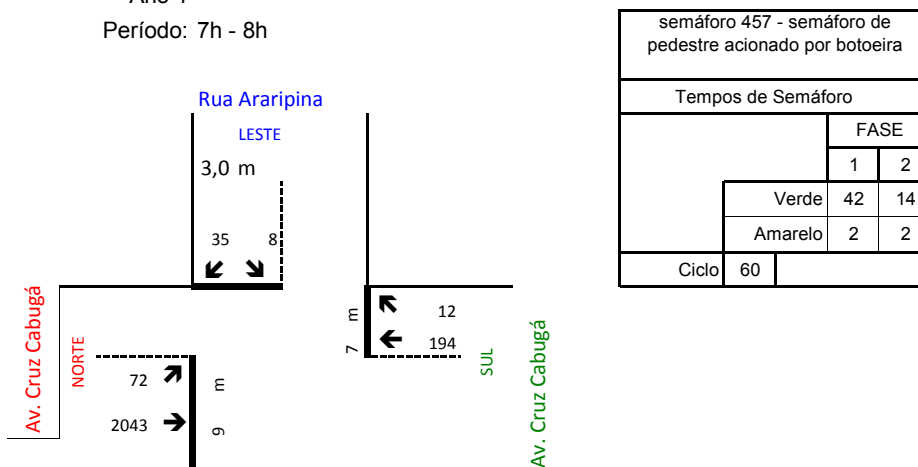 Período: 7h - 8h
semáforo 457 - semáforo de
pedestre acionado por botoeira
Tempos de Semáforo
FASE
1 2
Verde 42 14
Amarelo 2 2
Ciclo 60
Rua Araripina
LESTE
3,0 m
35 8
Av. Cruz Cabugá
NORTE
72
2043
9 m
7 m
12
194
SUL
Av. Cruz Cabugá